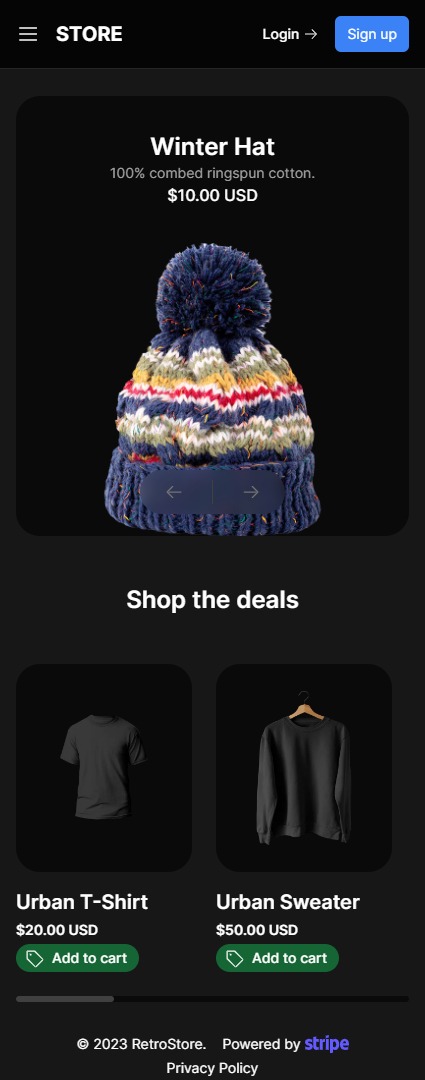 STORE
Login →
Sign up
Winter Hat
100% combed ringspun cotton.
$10.00 USD
Shop the deals
Urban T-Shirt
$20.00 USD
Add to cart
Urban Sweater
$50.00 USD
Add to cart
© 2023 RetroStore. Powered by stripe
Privacy Policy